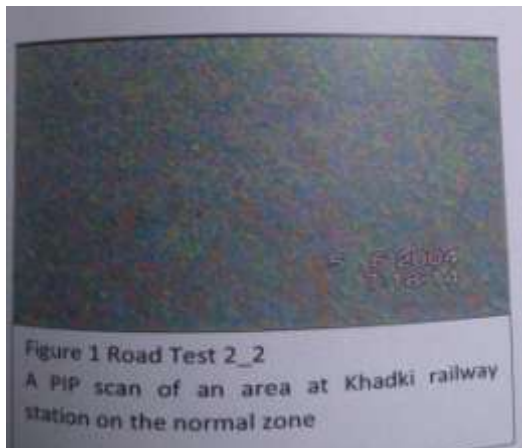 Figure 1 Road Test 2_2
A PIP scan of an area at Khadki railway
station on the normal zone